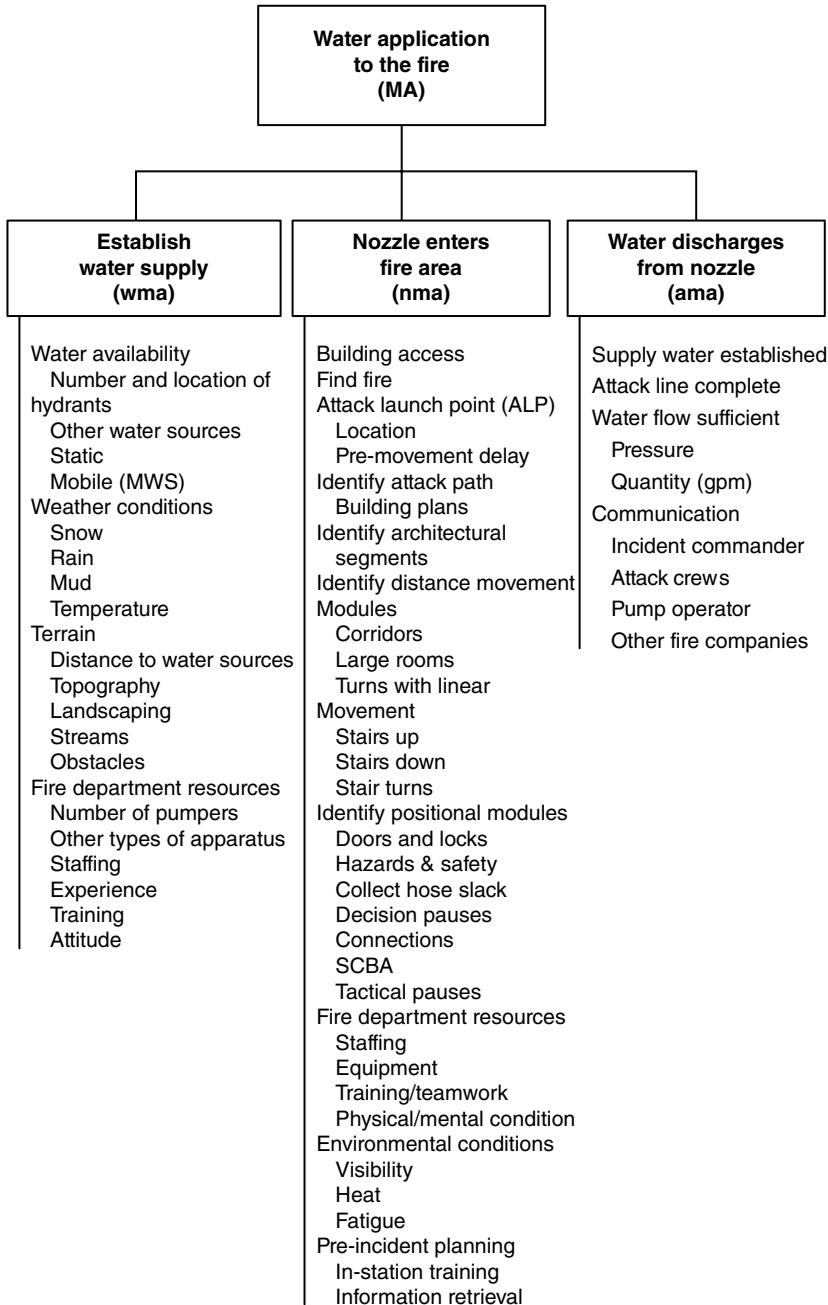 Water application
to the fire
(MA)
Establish
water supply
(wma)
Water availability
Number and location of
hydrants
Other water sources
Static
Mobile (MWS)
Weather conditions
Snow
Rain
Mud
Temperature
Terrain
Distance to water sources
Topography
Landscaping
Streams
Obstacles
Fire department resources
Number of pumpers
Other types of apparatus
Staffing
Experience
Training
Attitude
Nozzle enters
fire area
(nma)
Building access
Find fire
Attack launch point (ALP)
Location
Pre-movement delay
Identify attack path
Building plans
Identify architectural
segments
Identify distance movement
Modules
Corridors
Large rooms
Turns with linear
Movement
Stairs up
Stairs down
Stair turns
Identify positional modules
Doors and locks
Hazards & safety
Collect hose slack
Decision pauses
Connections
SCBA
Tactical pauses
Fire department resources
Staffing
Equipment
Training/teamwork
Physical/mental condition
Environmental conditions
Visibility
Heat
Fatigue
Pre-incident planning
In-station training
Information retrieval
Water discharges
from nozzle
(ama)
Supply water established
Attack line complete
Water flow sufficient
Pressure
Quantity (gpm)
Communication
Incident commander
Attack crews
Pump operator
Other fire companies